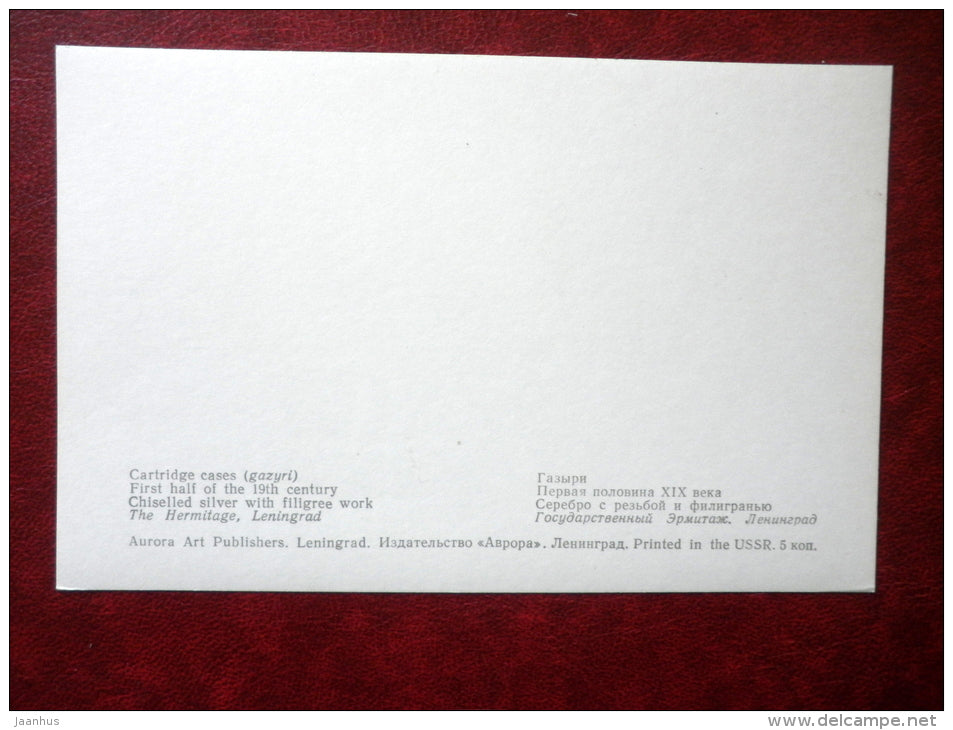 Cartridge cases (gazyri)
First half of the 19th century
Chiselled silver with filigree work
The Hermitage, Leningrad
Газыри
Первая половина XIX века
Серебро с резьбой и филигранью
Государственный Эрмитаж. Ленинград
Aurora Art Publishers. Leningrad. Издательство «Аврора». Ленинград. Printed in the USSR. 5 коп.
jaanhus
www.delcampe.net